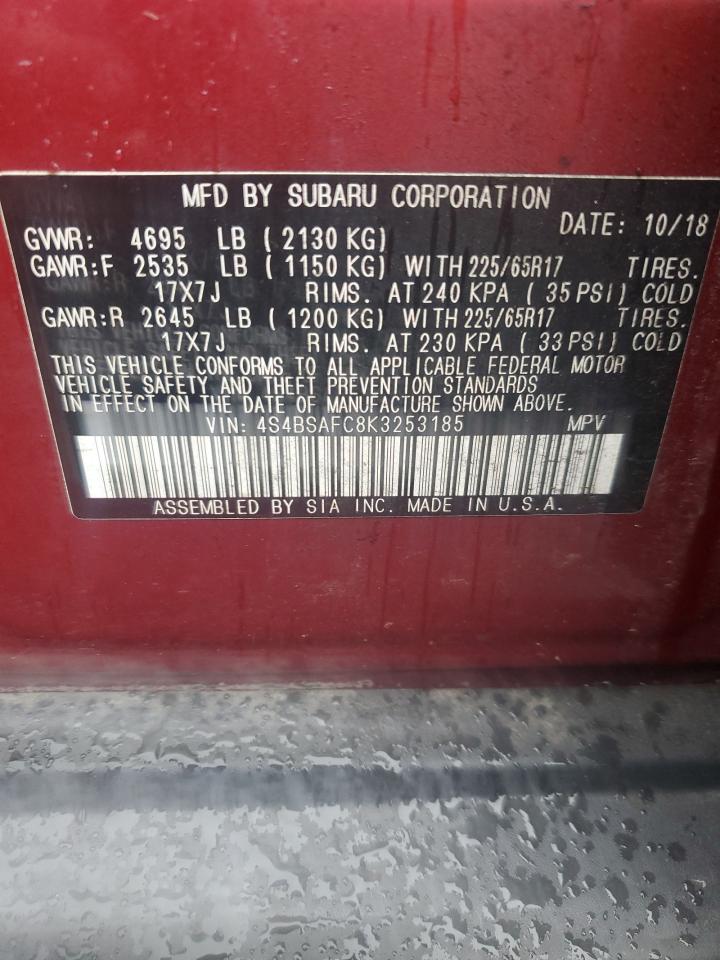 MFD BY SUBARU CORPORATION
DATE: 10/18
GVWR: 4695 LB ( 2130 KG)
GAWR:F 2535 LB ( 1150 KG) WITH 225/65R17 TIRES.
17X7J RIMS. AT 240 KPA ( 35 PSI) COLD
GAWR:R 2645 LB ( 1200 KG) WITH 225/65R17 TIRES.
17X7J RIMS. AT 230 KPA ( 33 PSI) COLD
THIS VEHICLE CONFORMS TO ALL APPLICABLE FEDERAL MOTOR
VEHICLE SAFETY AND THEFT PREVENTION STANDARDS
IN EFFECT ON THE DATE OF MANUFACTURE SHOWN ABOVE.
VIN: 4S4BSAFC8K3253185 MPV
ASSEMBLED BY SIA INC. MADE IN U.S.A.